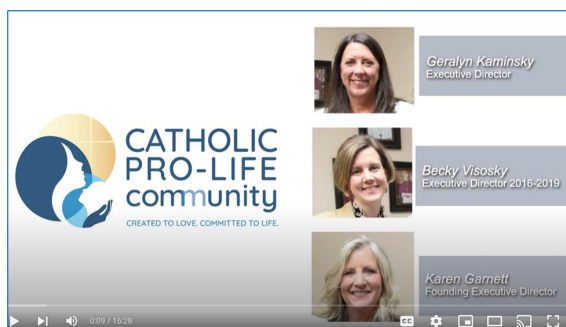 Geralyn Kaminsky
Executive Director
CATHOLIC
PRO-LIFE
community
CREATED TO LOVE. COMMITTED TO LIFE.
Becky Visosky
Executive Director 2016-2019
Karen Garnett
Founding Executive Director
0:09 / 16:28
CC